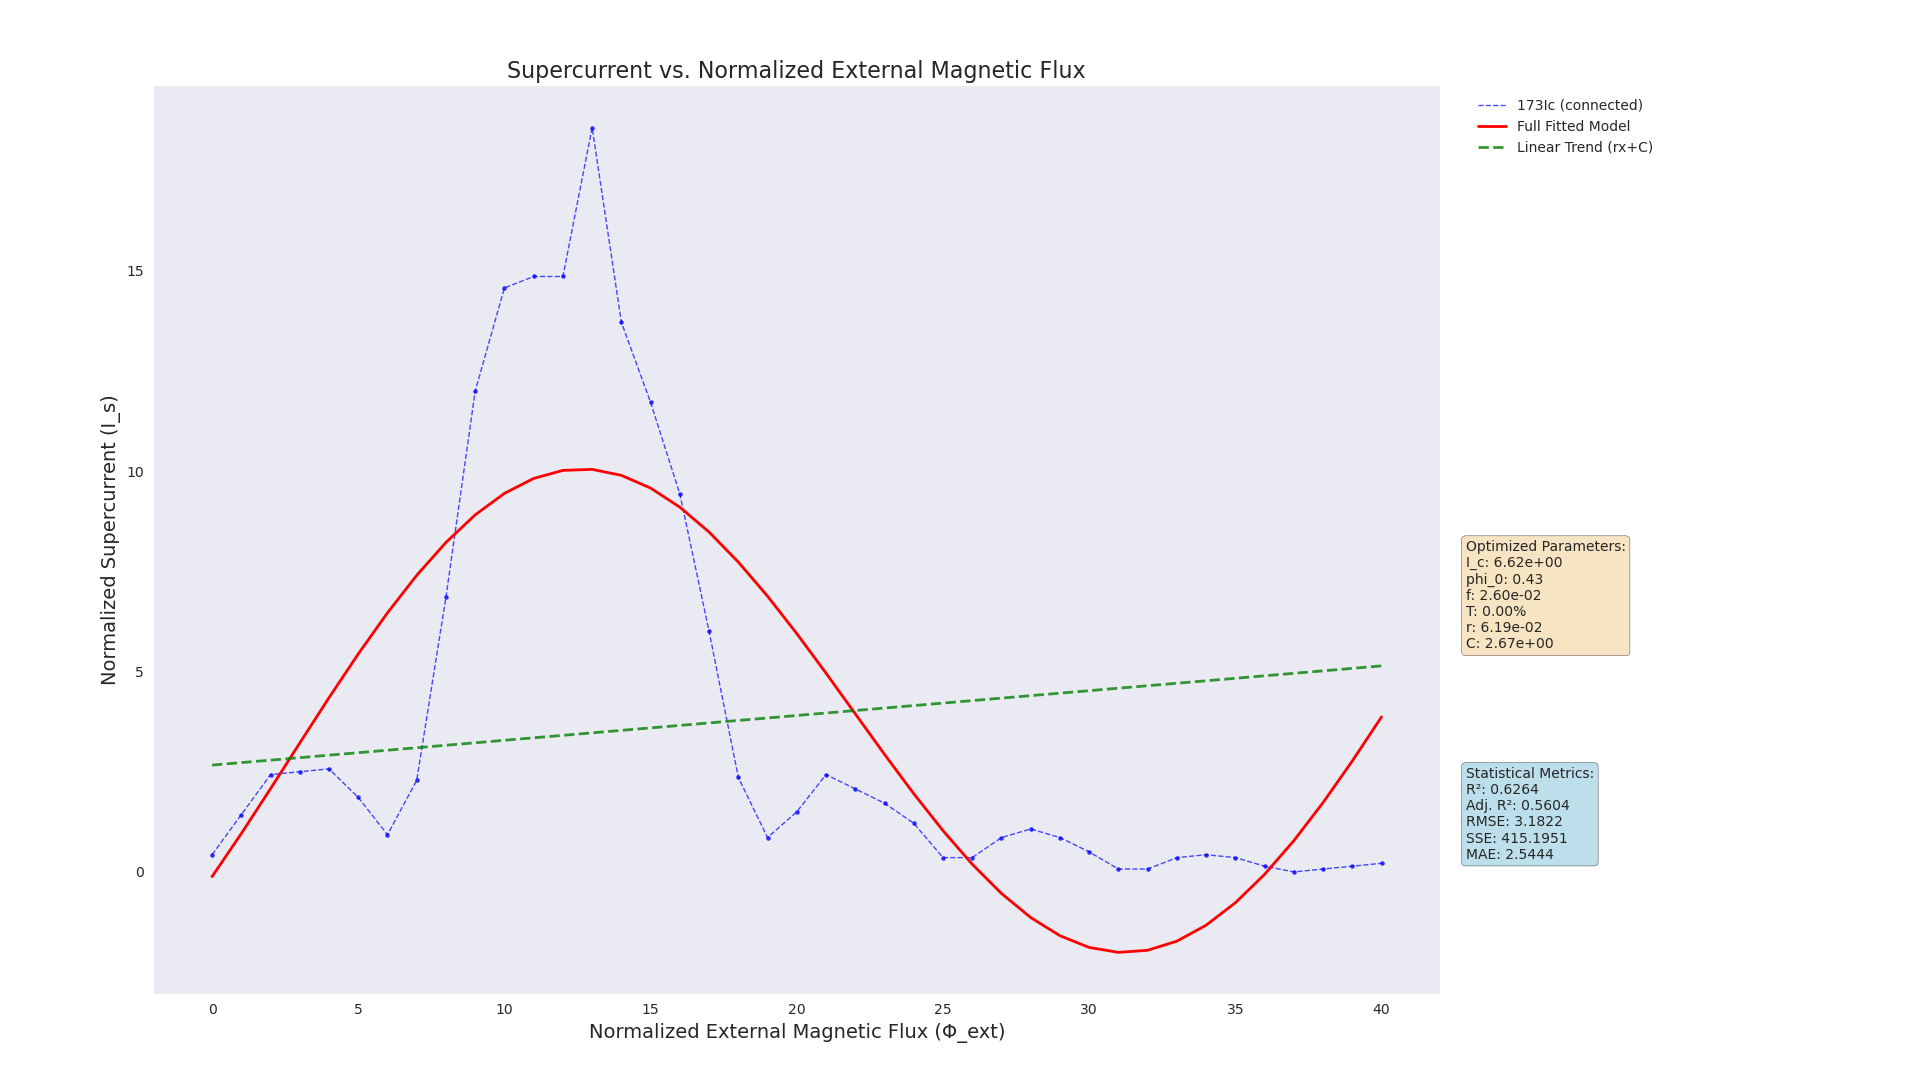 Supercurrent vs. Normalized External Magnetic Flux
173Ic (connected)
Full Fitted Model
Linear Trend (rx+C)
Normalized Supercurrent (I_s)
15
10
5
0
Optimized Parameters:
I_c: 6.62e+00
phi_0: 0.43
f: 2.60e-02
T: 0.00%
r: 6.19e-02
C: 2.67e+00
Statistical Metrics:
R²: 0.6264
Adj. R²: 0.5604
RMSE: 3.1822
SSE: 415.1951
MAE: 2.5444
0 5 10 15 20 25 30 35 40
Normalized External Magnetic Flux (Φ_ext)